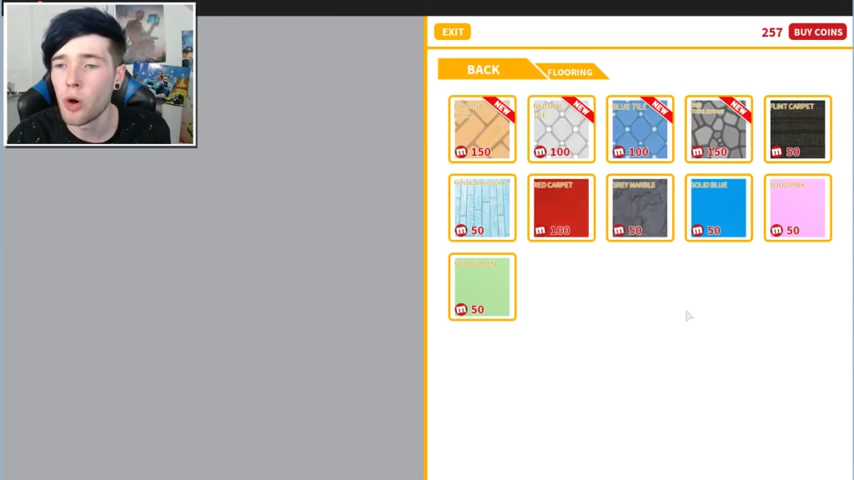 EXIT
257 BUY COINS
BACK
FLOORING
NEW
150
NEW
100
BLUE TILE
NEW
100
NEW
150
FLINT CARPET
50
50
RED CARPET
100
GREY MARBLE
50
SOLID BLUE
50
SOLID PINK
50
50